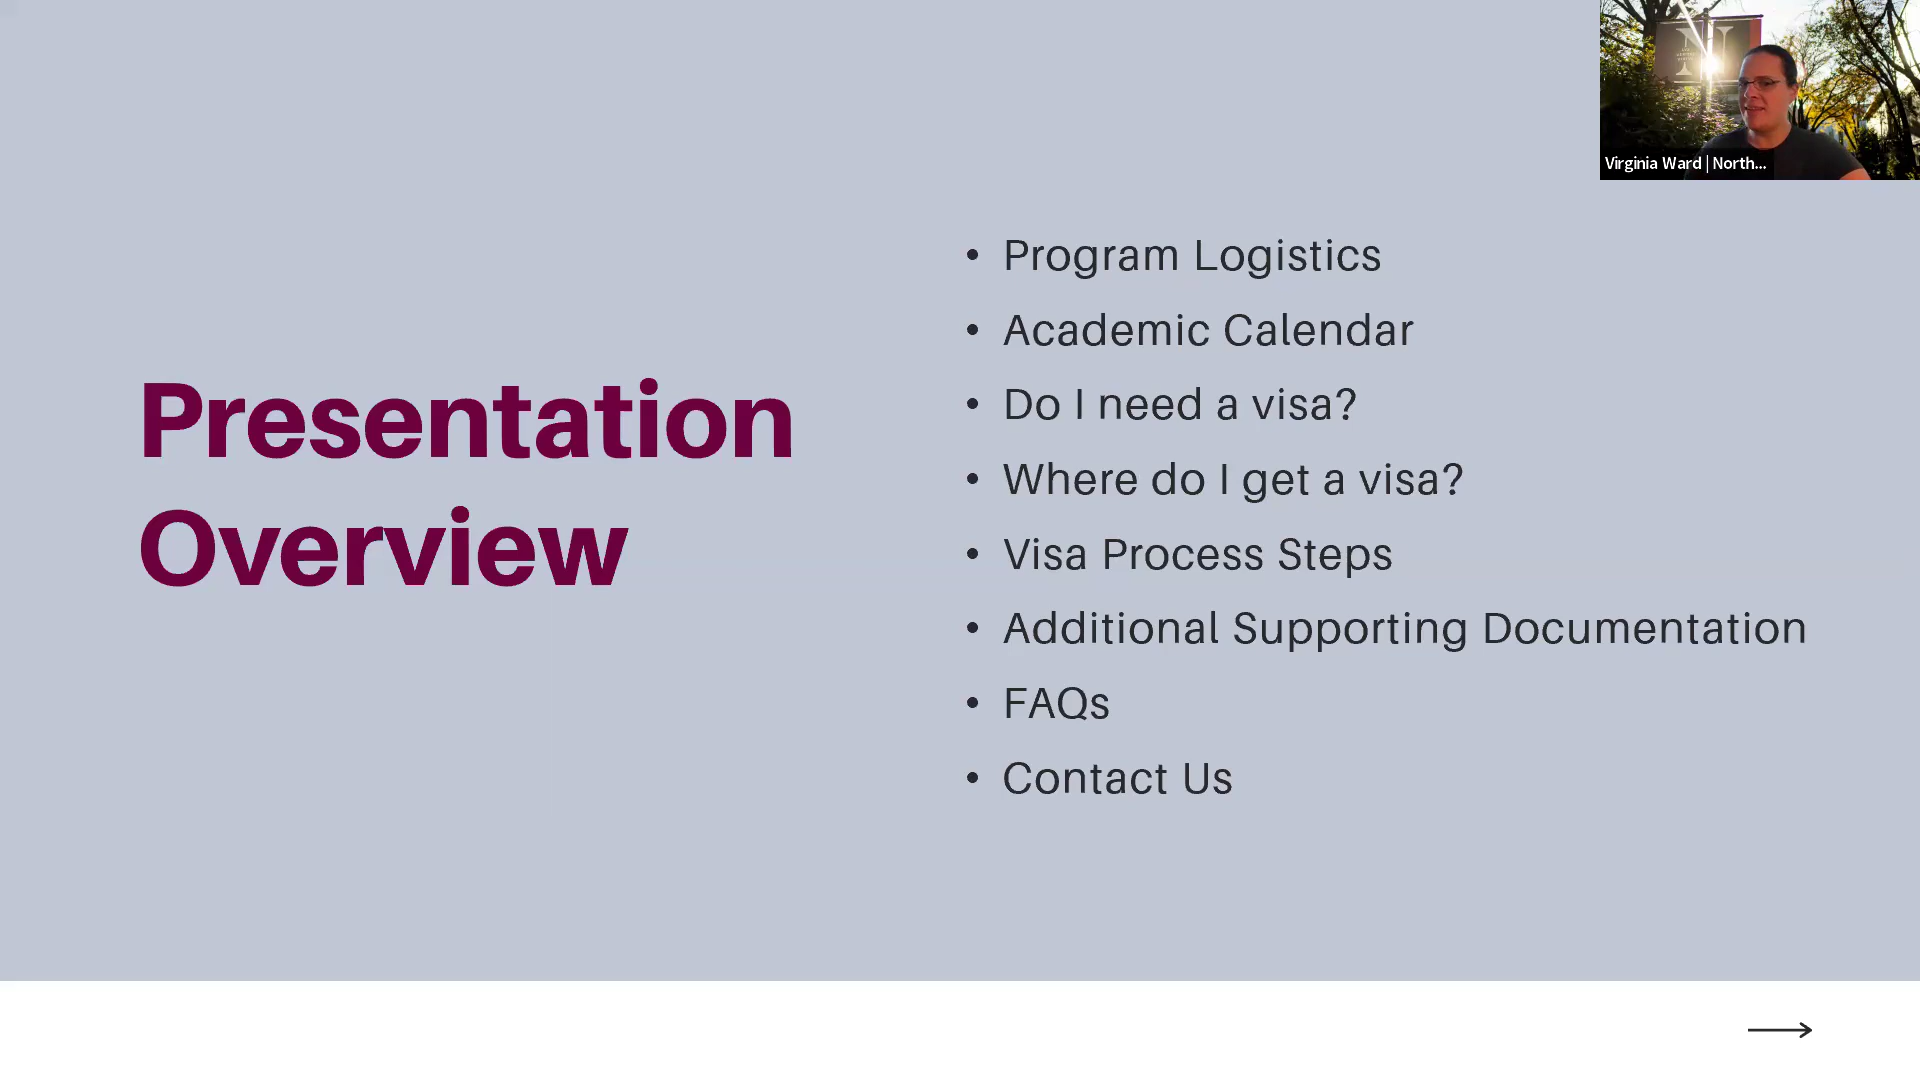 Presentation
Overview
• Program Logistics
• Academic Calendar
• Do I need a visa?
• Where do I get a visa?
• Visa Process Steps
• Additional Supporting Documentation
• FAQs
• Contact Us
Virginia Ward | North...